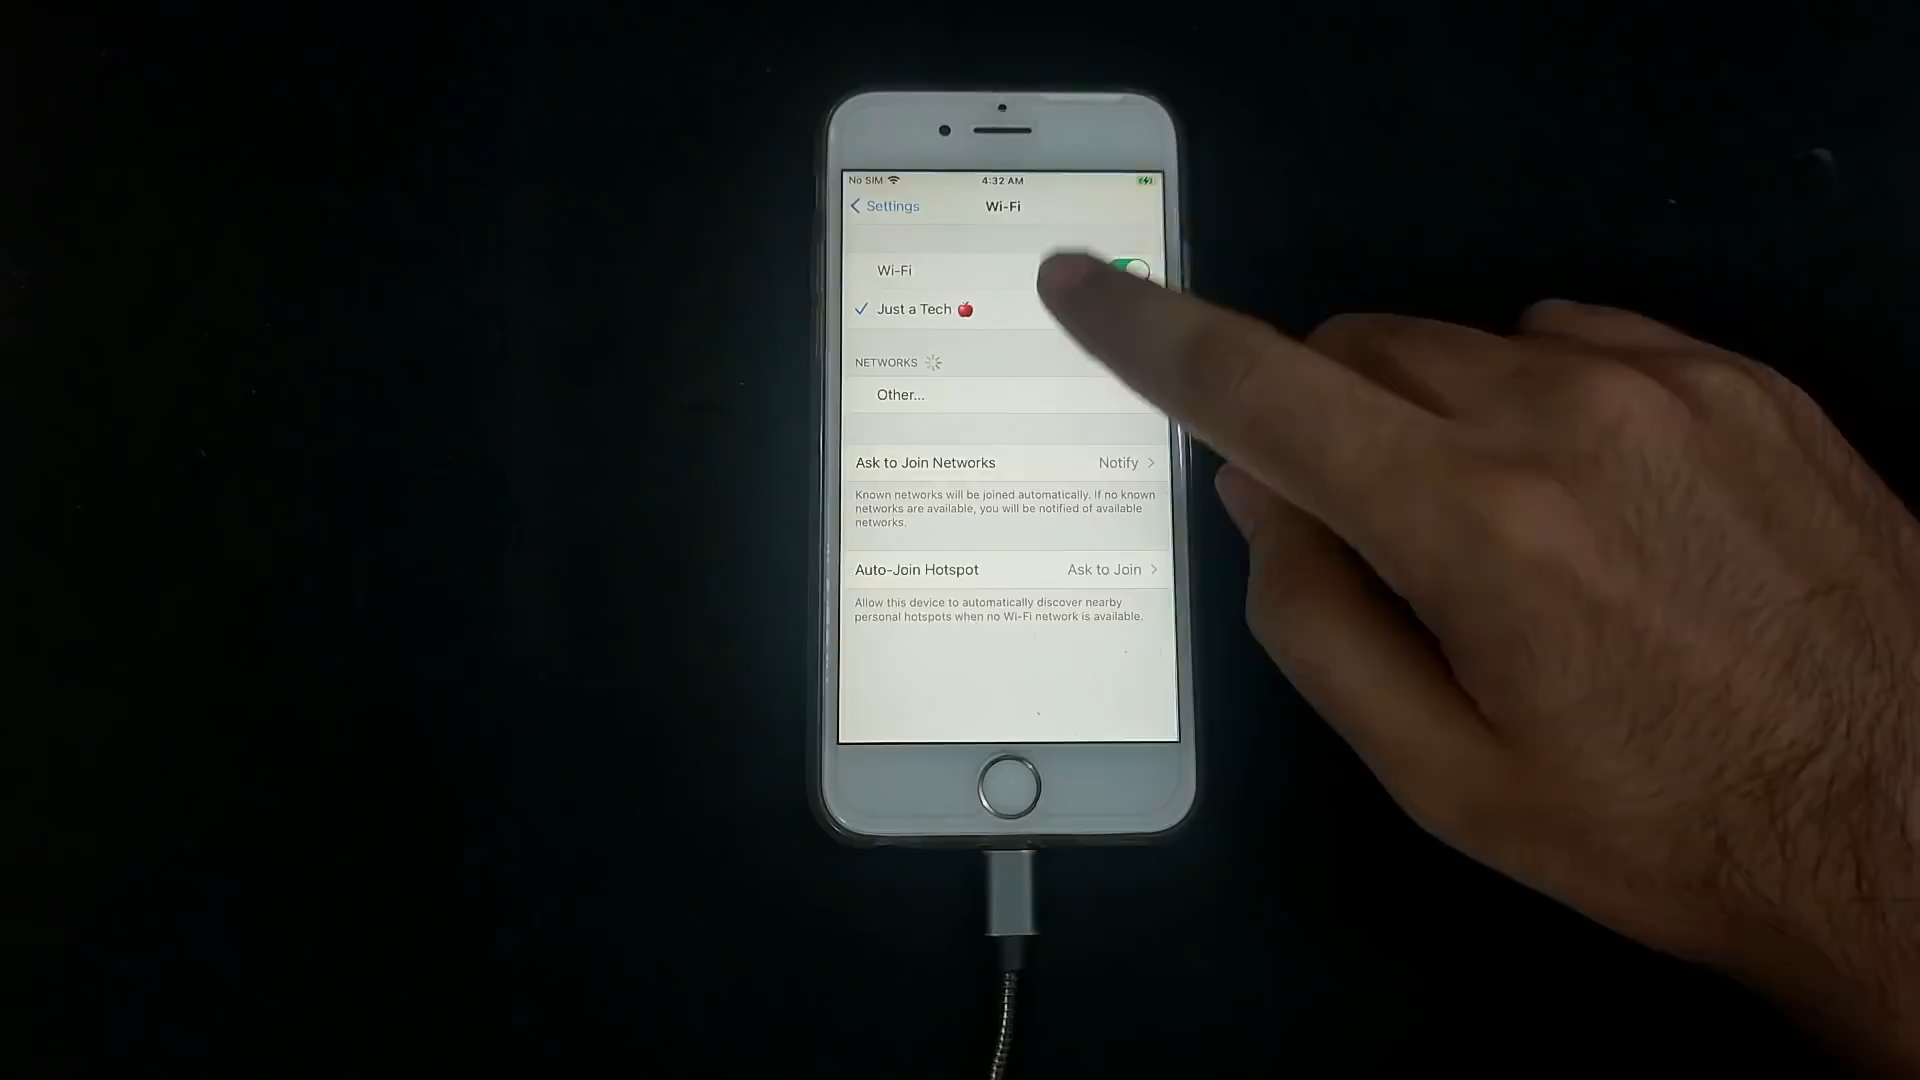 No SIM 4:32 AM
Settings Wi-Fi
Wi-Fi
Just a Tech 🍎
NETWORKS
Other...
Ask to Join Networks Notify
Known networks will be joined automatically. If no known
networks are available, you will be notified of available
networks.
Auto-Join Hotspot Ask to Join
Allow this device to automatically discover nearby
personal hotspots when no Wi-Fi network is available.